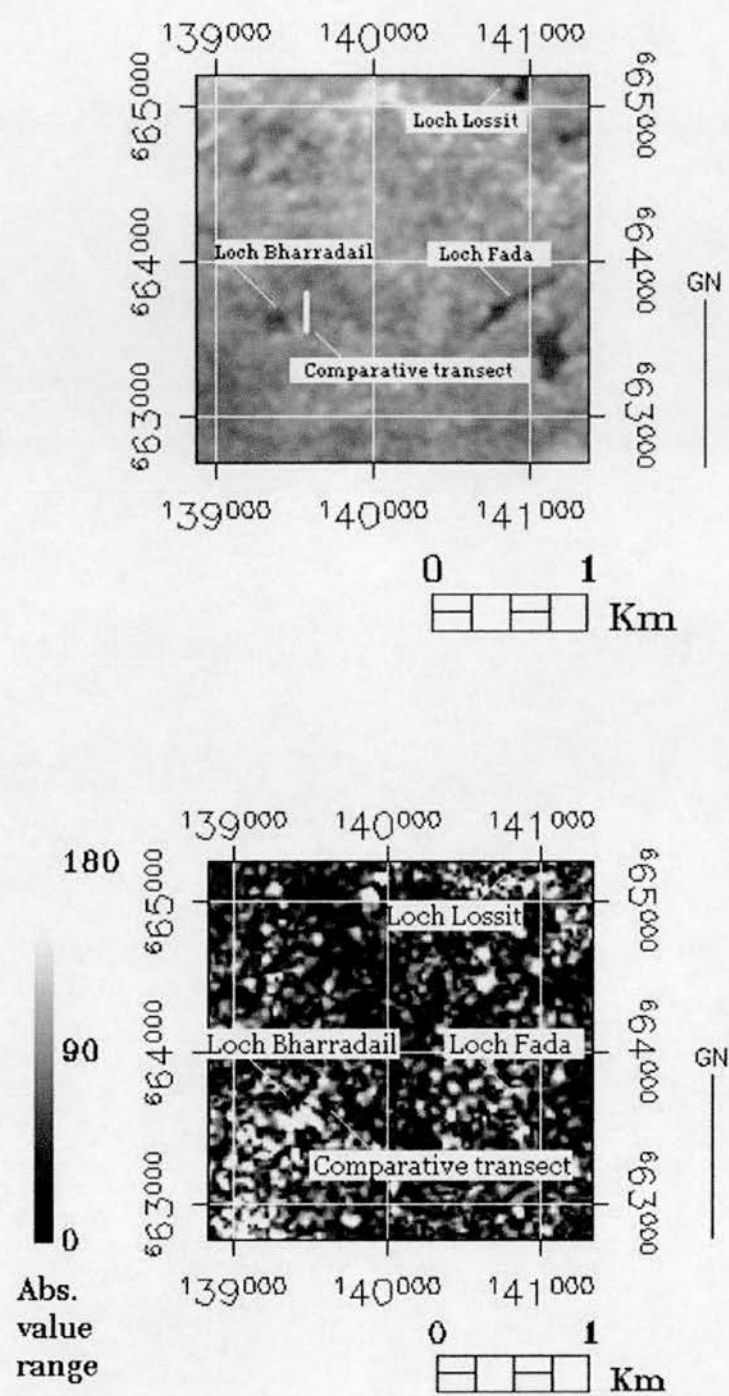 139000 140000 141000
665000 665000
Loch Lossit
Loch Bharradail Loch Fada
664000 664000
GN
Comparative transect
663000 663000
139000 140000 141000
0 1
Km
139000 140000 141000
180
665000 665000
Loch Lossit
90
664000 664000
Loch Bharradail Loch Fada
GN
Comparative transect
663000 663000
0
139000 140000 141000
Abs.
value
range
0 1
Km